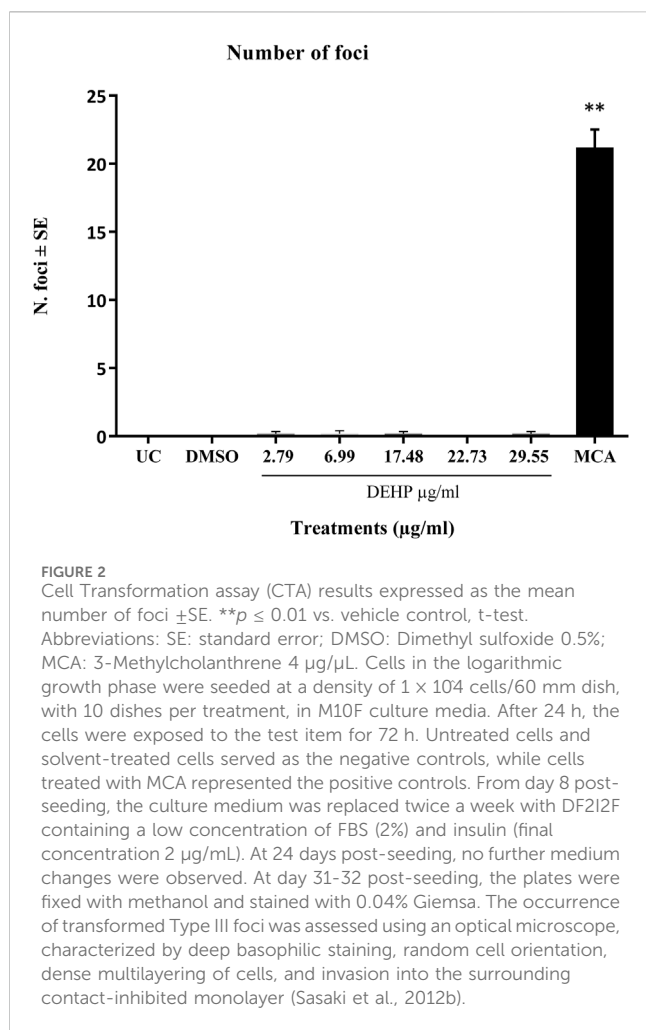 Number of foci
25
**
20
15
10
5
0
N. foci ± SE
UC DMSO 2.79 6.99 17.48 22.73 29.55 MCA
DEHP µg/ml
Treatments (µg/ml)
FIGURE 2
Cell Transformation assay (CTA) results expressed as the mean
number of foci ±SE. **p ≤ 0.01 vs. vehicle control, t-test.
Abbreviations: SE: standard error; DMSO: Dimethyl sulfoxide 0.5%;
MCA: 3-Methylcholanthrene 4 µg/µL. Cells in the logarithmic
growth phase were seeded at a density of 1 × 10˄4 cells/60 mm dish,
with 10 dishes per treatment, in M10F culture media. After 24 h, the
cells were exposed to the test item for 72 h. Untreated cells and
solvent-treated cells served as the negative controls, while cells
treated with MCA represented the positive controls. From day 8 post-
seeding, the culture medium was replaced twice a week with DF2I2F
containing a low concentration of FBS (2%) and insulin (final
concentration 2 µg/mL). At 24 days post-seeding, no further medium
changes were observed. At day 31-32 post-seeding, the plates were
fixed with methanol and stained with 0.04% Giemsa. The occurrence
of transformed Type III foci was assessed using an optical microscope,
characterized by deep basophilic staining, random cell orientation,
dense multilayering of cells, and invasion into the surrounding
contact-inhibited monolayer (Sasaki et al., 2012b).